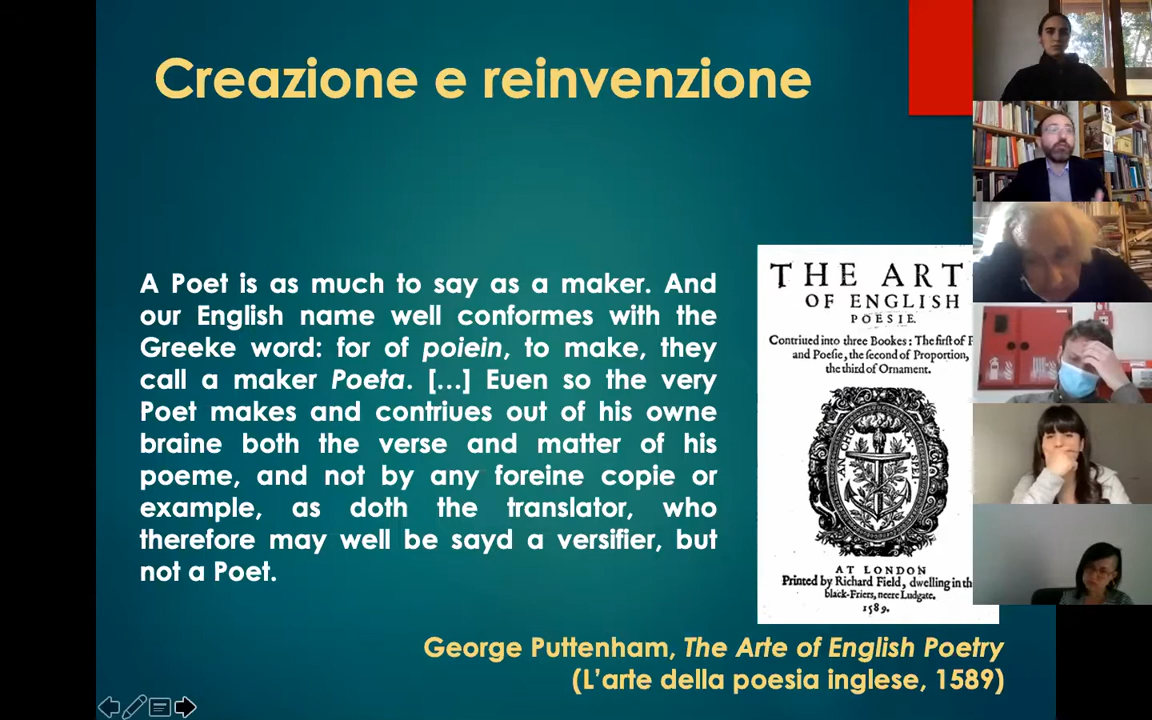 Creazione e reinvenzione
A Poet is as much to say as a maker. And
our English name well conformes with the
Greeke word: for of poiein, to make, they
call a maker Poeta. [...] Euen so the very
Poet makes and contriues out of his owne
braine both the verse and matter of his
poeme, and not by any foreine copie or
example, as doth the translator, who
therefore may well be sayd a versifier, but
not a Poet.
THE ART
OF ENGLISH
POESIE.
Contriued into three Bookes: The first of
and Poesie, the second of Proportion,
the third of Ornament.
ANCHORA SPEI
AT LONDON
Printed by Richard Field, dwelling in
black-Friers, neere Ludgate.
1589.
George Puttenham, The Arte of English Poetry
(L'arte della poesia inglese, 1589)